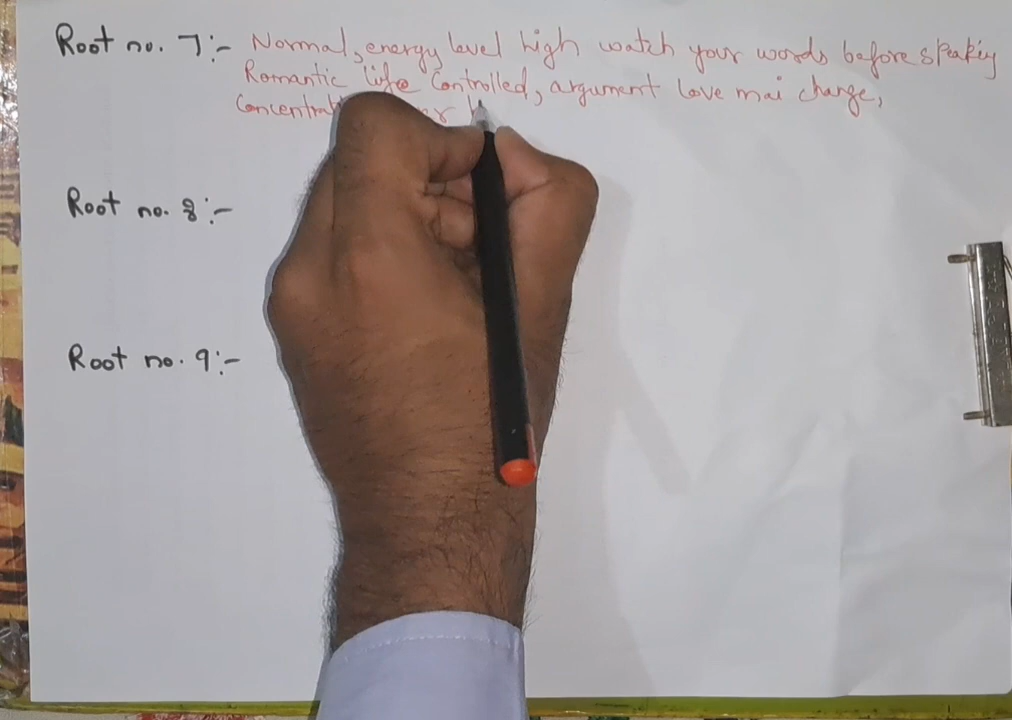 Root no. 7:- Normal, energy level high watch your words before speaking
Romantic life controlled, argument love mai change,
Root no. 8:-
Root no. 9:-